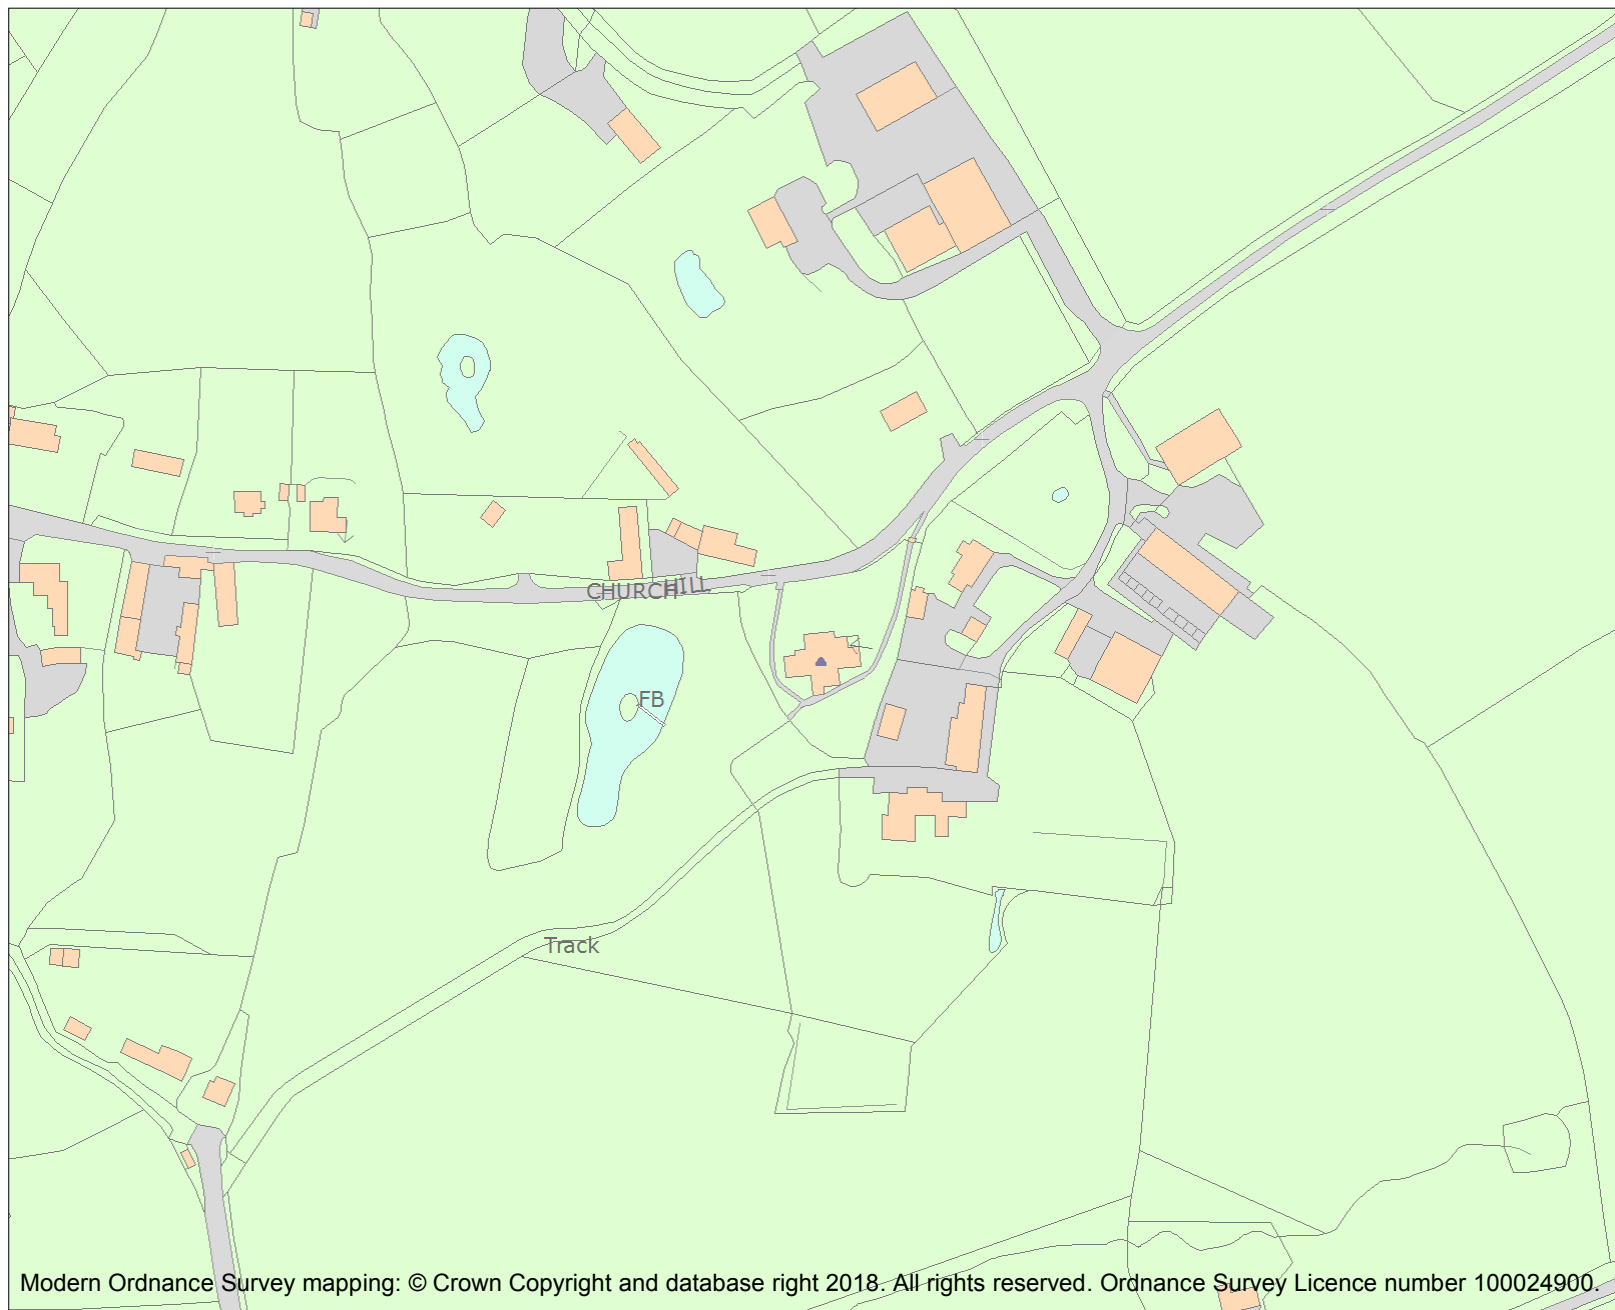 CHURCH HILL
FB
Track
Modern Ordnance Survey mapping: © Crown Copyright and database right 2018. All rights reserved. Ordnance Survey Licence number 100024900.